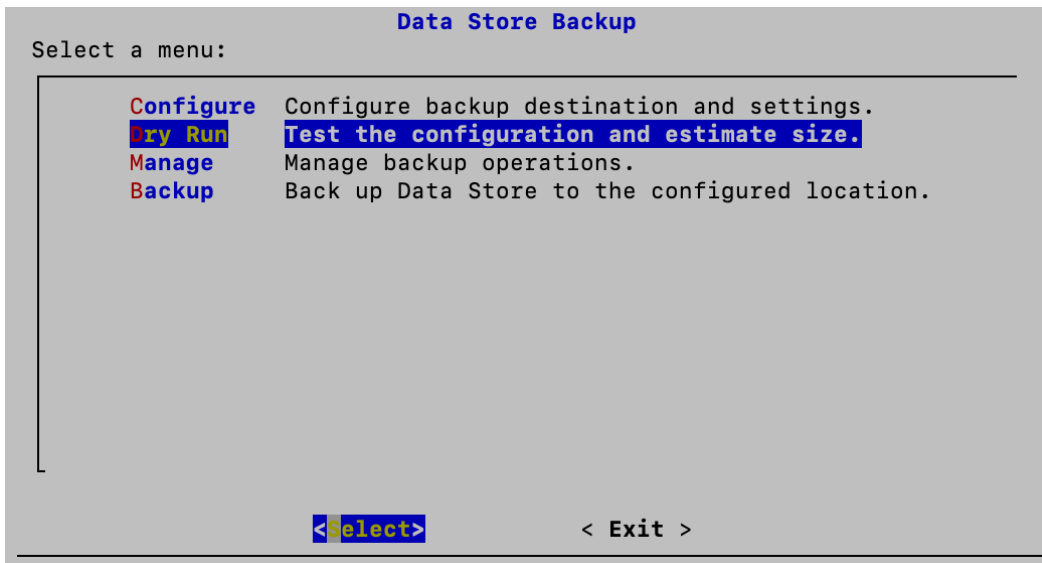 Data Store Backup
Select a menu:
Configure Configure backup destination and settings.
Dry Run Test the configuration and estimate size.
Manage Manage backup operations.
Backup Back up Data Store to the configured location.
<Select> < Exit >